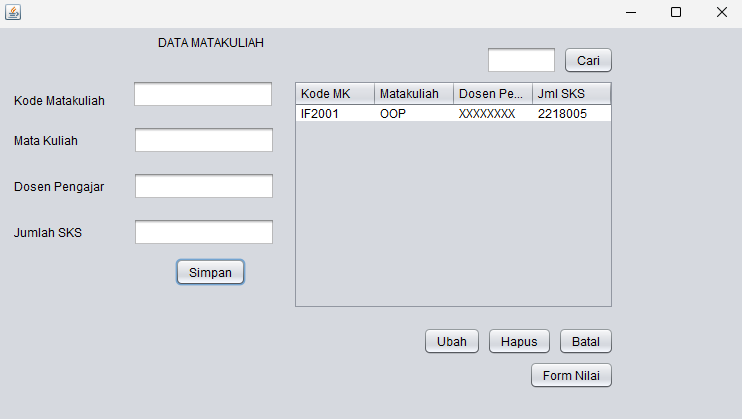 DATA MATAKULIAH
Cari
Kode Matakuliah
Mata Kuliah
Dosen Pengajar
Jumlah SKS
Simpan
Kode MK Matakuliah Dosen Pe... Jml SKS
IF2001 OOP XXXXXXXX 2218005
Ubah Hapus Batal
Form Nilai